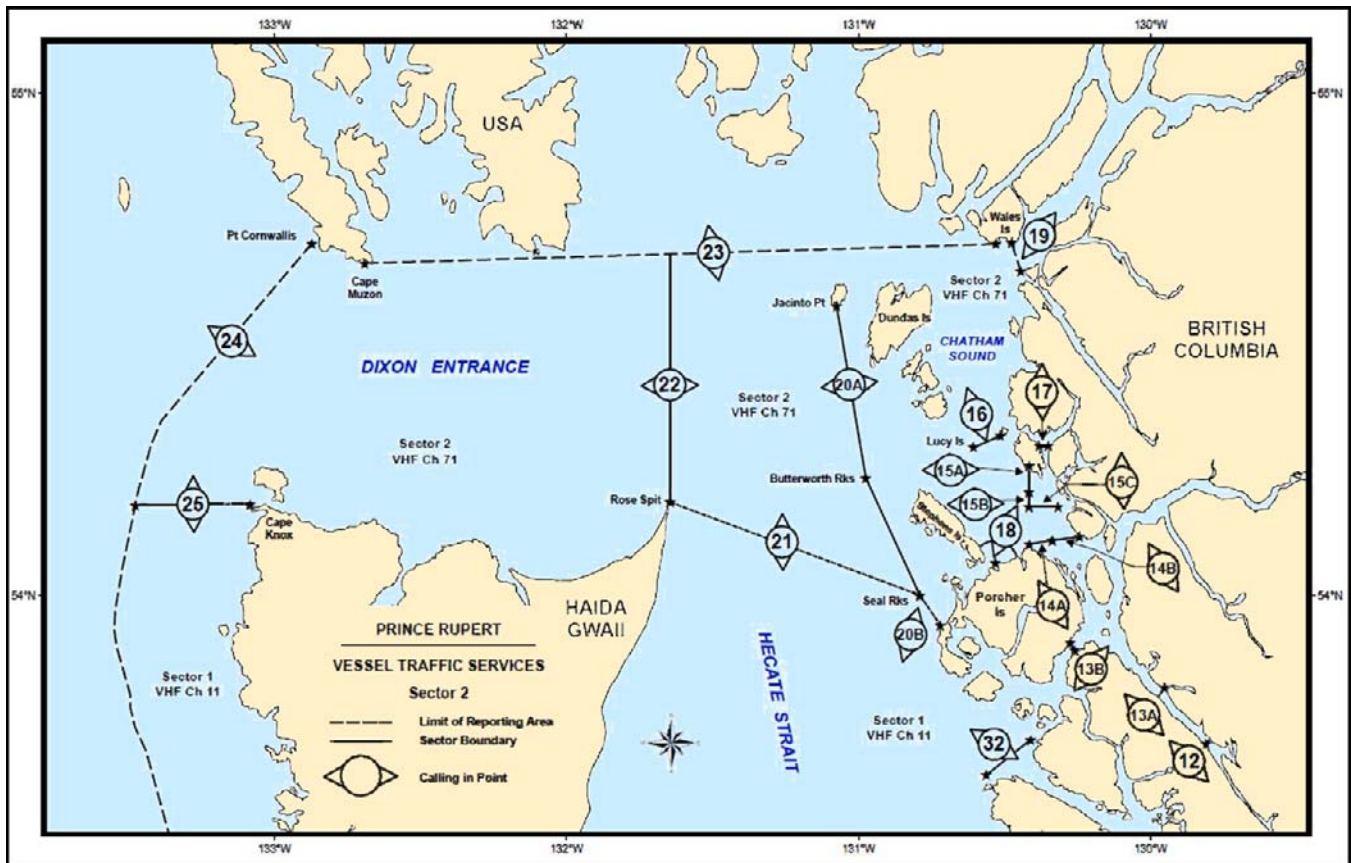 133°W
132°W
131°W
130°W
55°N
55°N
USA
Wales
Is
19
Pt Cornwallis
23
Cape
Muzon
Sector 2
VHF Ch 71
Jacinto Pt
Dundas Is
24
BRITISH
COLUMBIA
CHATHAM
SOUND
DIXON ENTRANCE
22
20A
17
Sector 2
VHF Ch 71
16
Sector 2
VHF Ch 71
Lucy Is
15A
Butterworth Rks
15C
Rose Spit
15B
25
Cape
Knox
Stephens Is
18
21
14B
54°N
54°N
Seal Rks
Porcher
Is
14A
HAIDA
GWAII
20B
PRINCE RUPERT
VESSEL TRAFFIC SERVICES
Sector 2
Limit of Reporting Area
Sector Boundary
Calling in Point
HECATE STRAIT
13B
Sector 1
VHF Ch 11
13A
Sector 1
VHF Ch 11
32
12
133°W
132°W
131°W
130°W